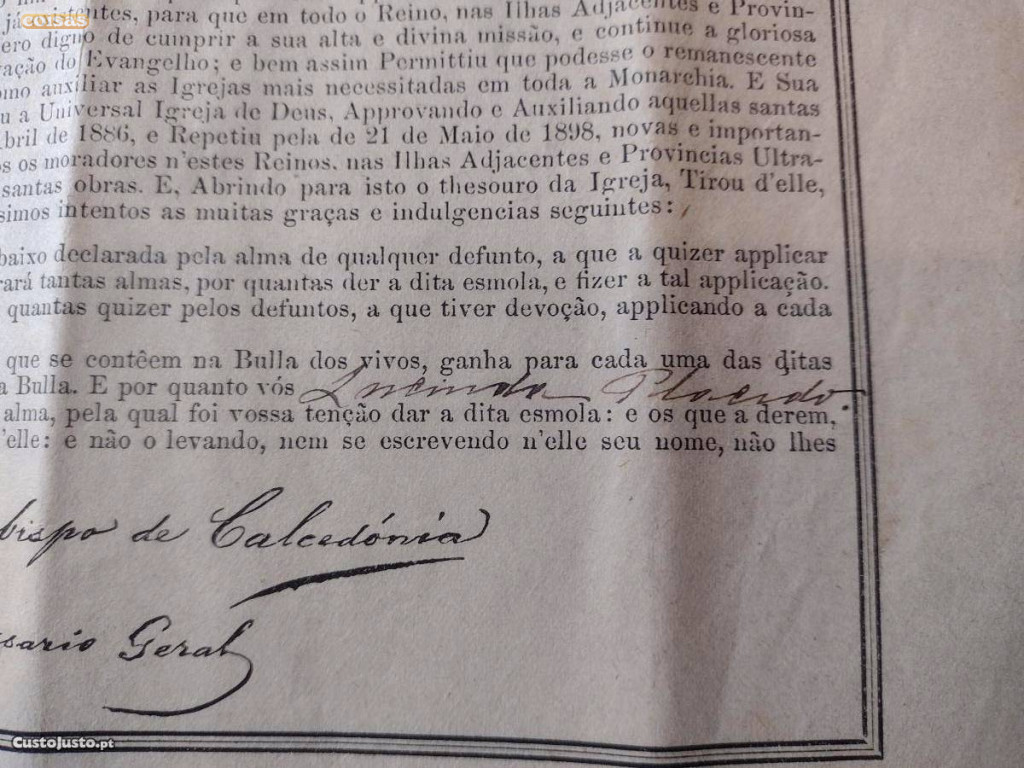 já existentes, para que em todo o Reino, nas Ilhas Adjacentes e Provin-
coisas
ero digno de cumprir a sua alta e divina missão, e continue a gloriosa
ação do Evangelho; e bem assim Permittiu que podesse o remanescente
omo auxiliar as Igrejas mais necessitadas em toda a Monarchia. E Sua
u a Universal Igreja de Deus, Approvando e Auxiliando aquellas santas
bril de 1886, e Repetiu pela de 21 de Maio de 1898, novas e importan-
os os moradores n'estes Reinos, nas Ilhas Adjacentes e Provincias Ultra-
santas obras. E, Abrindo para isto o thesouro da Igreja, Tirou d'elle,
simos intentos as muitas graças e indulgencias seguintes:
baixo declarada pela alma de qualquer defunto, a que a quizer applicar
rará tantas almas, por quantas der a dita esmola, e fizer a tal applicação.
quantas quizer pelos defuntos, a que tiver devoção, applicando a cada
que se contêem na Bulla dos vivos, ganha para cada uma das ditas
a Bulla. E por quanto vós Lucinda Placido
alma, pela qual foi vossa tenção dar a dita esmola: e os que a derem,
'elle: e não o levando, nem se escrevendo n'elle seu nome, não lhes
bispo de Calcedónia
ssario Geral
CustoJusto.pt